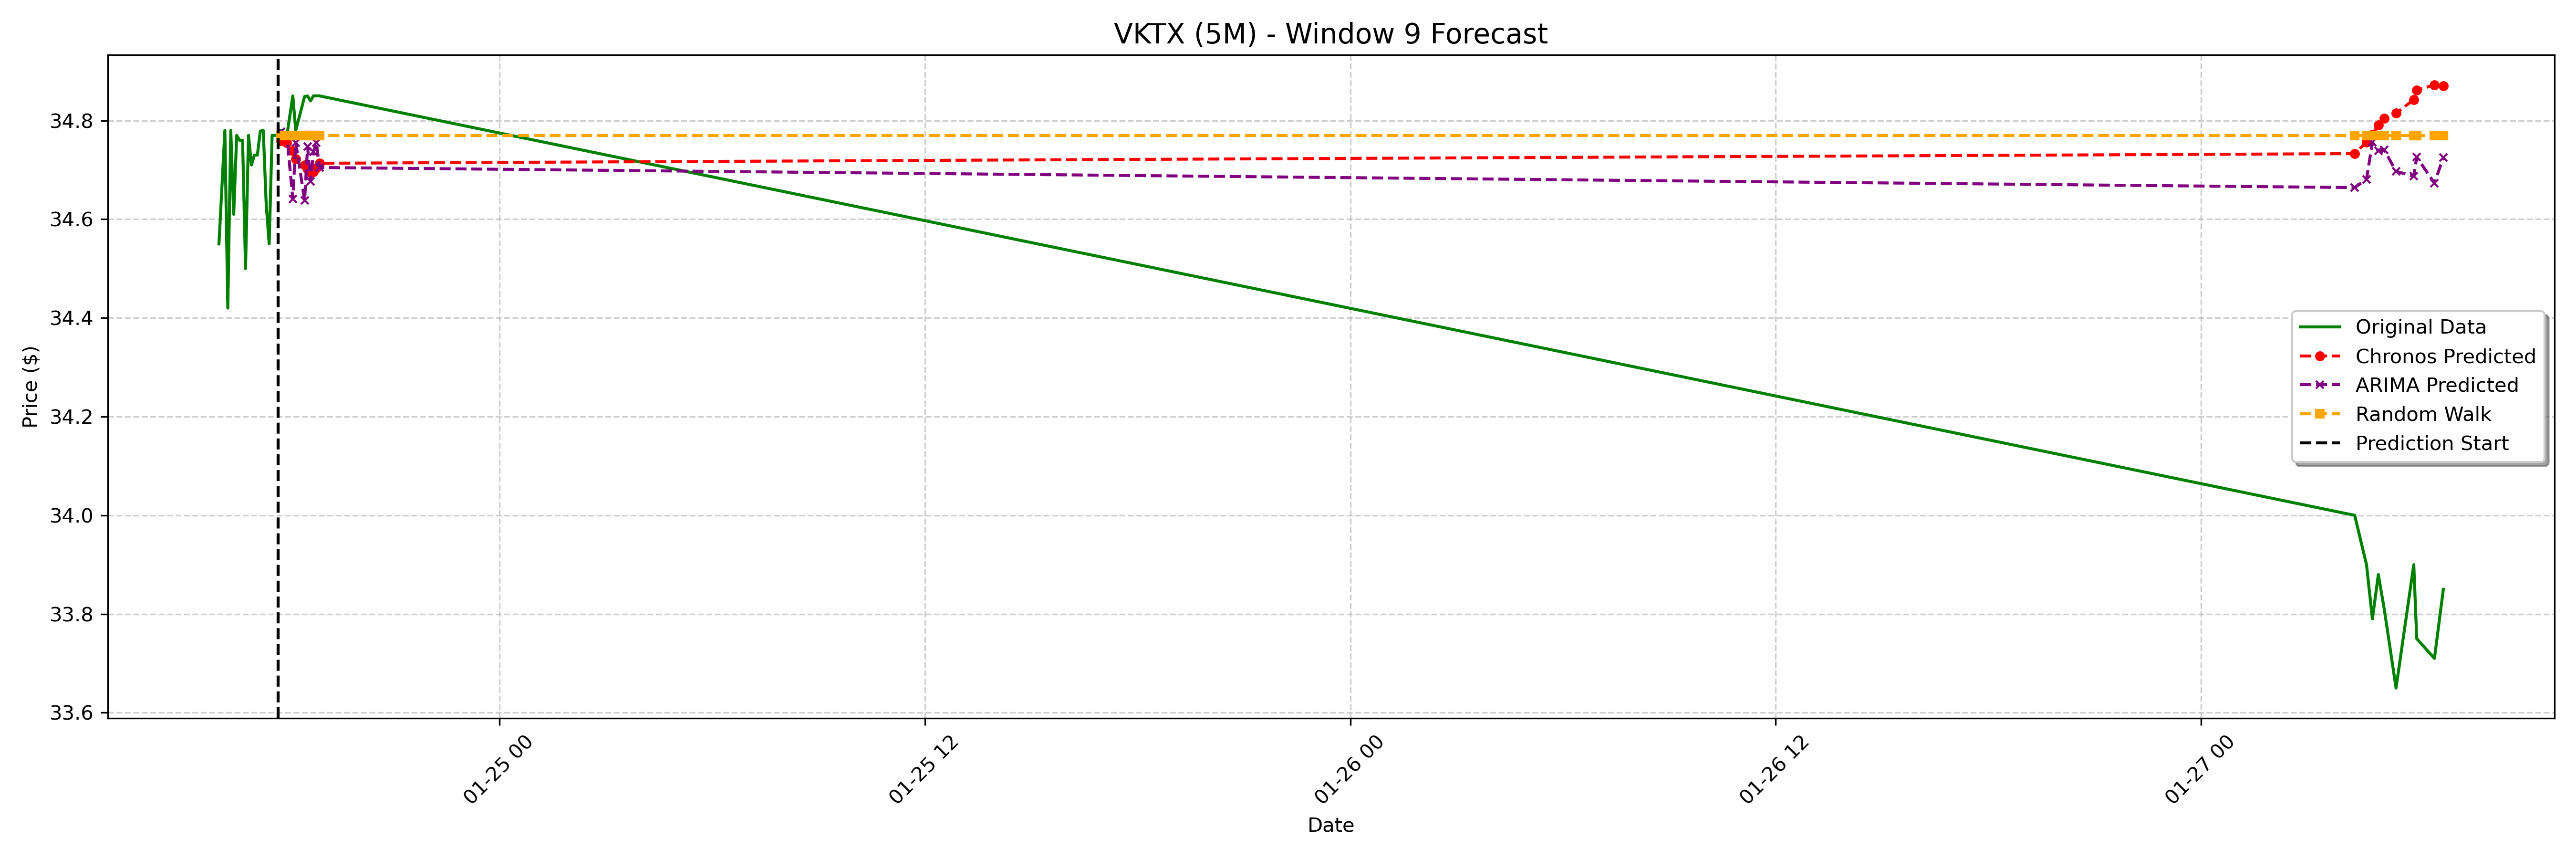 VKTX (5M) - Window 9 Forecast
Price ($)
34.8
34.6
34.4
34.2
34.0
33.8
33.6
Original Data
Chronos Predicted
ARIMA Predicted
Random Walk
Prediction Start
01-25 00
01-25 12
01-26 00
01-26 12
01-27 00
Date